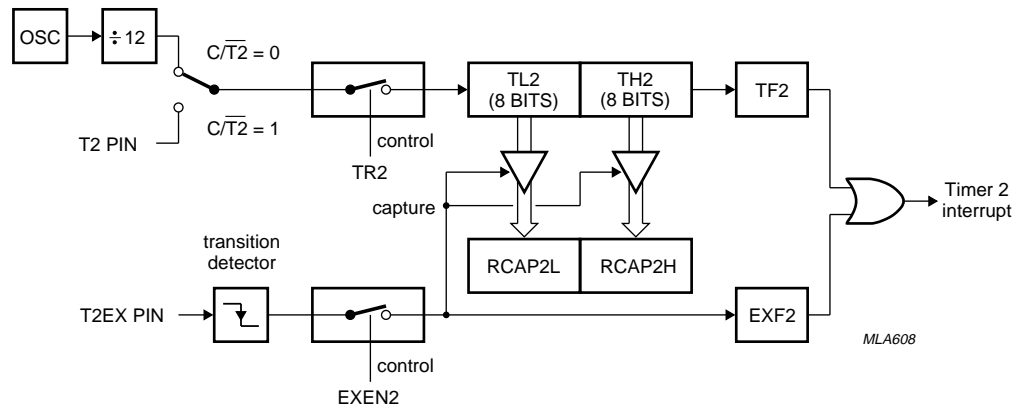 OSC
÷ 12
C/T2̅ = 0
C/T2̅ = 1
T2 PIN
control
TR2
TL2
(8 BITS)
TH2
(8 BITS)
TF2
capture
RCAP2L
RCAP2H
Timer 2
interrupt
transition
detector
T2EX PIN
control
EXEN2
EXF2
MLA608